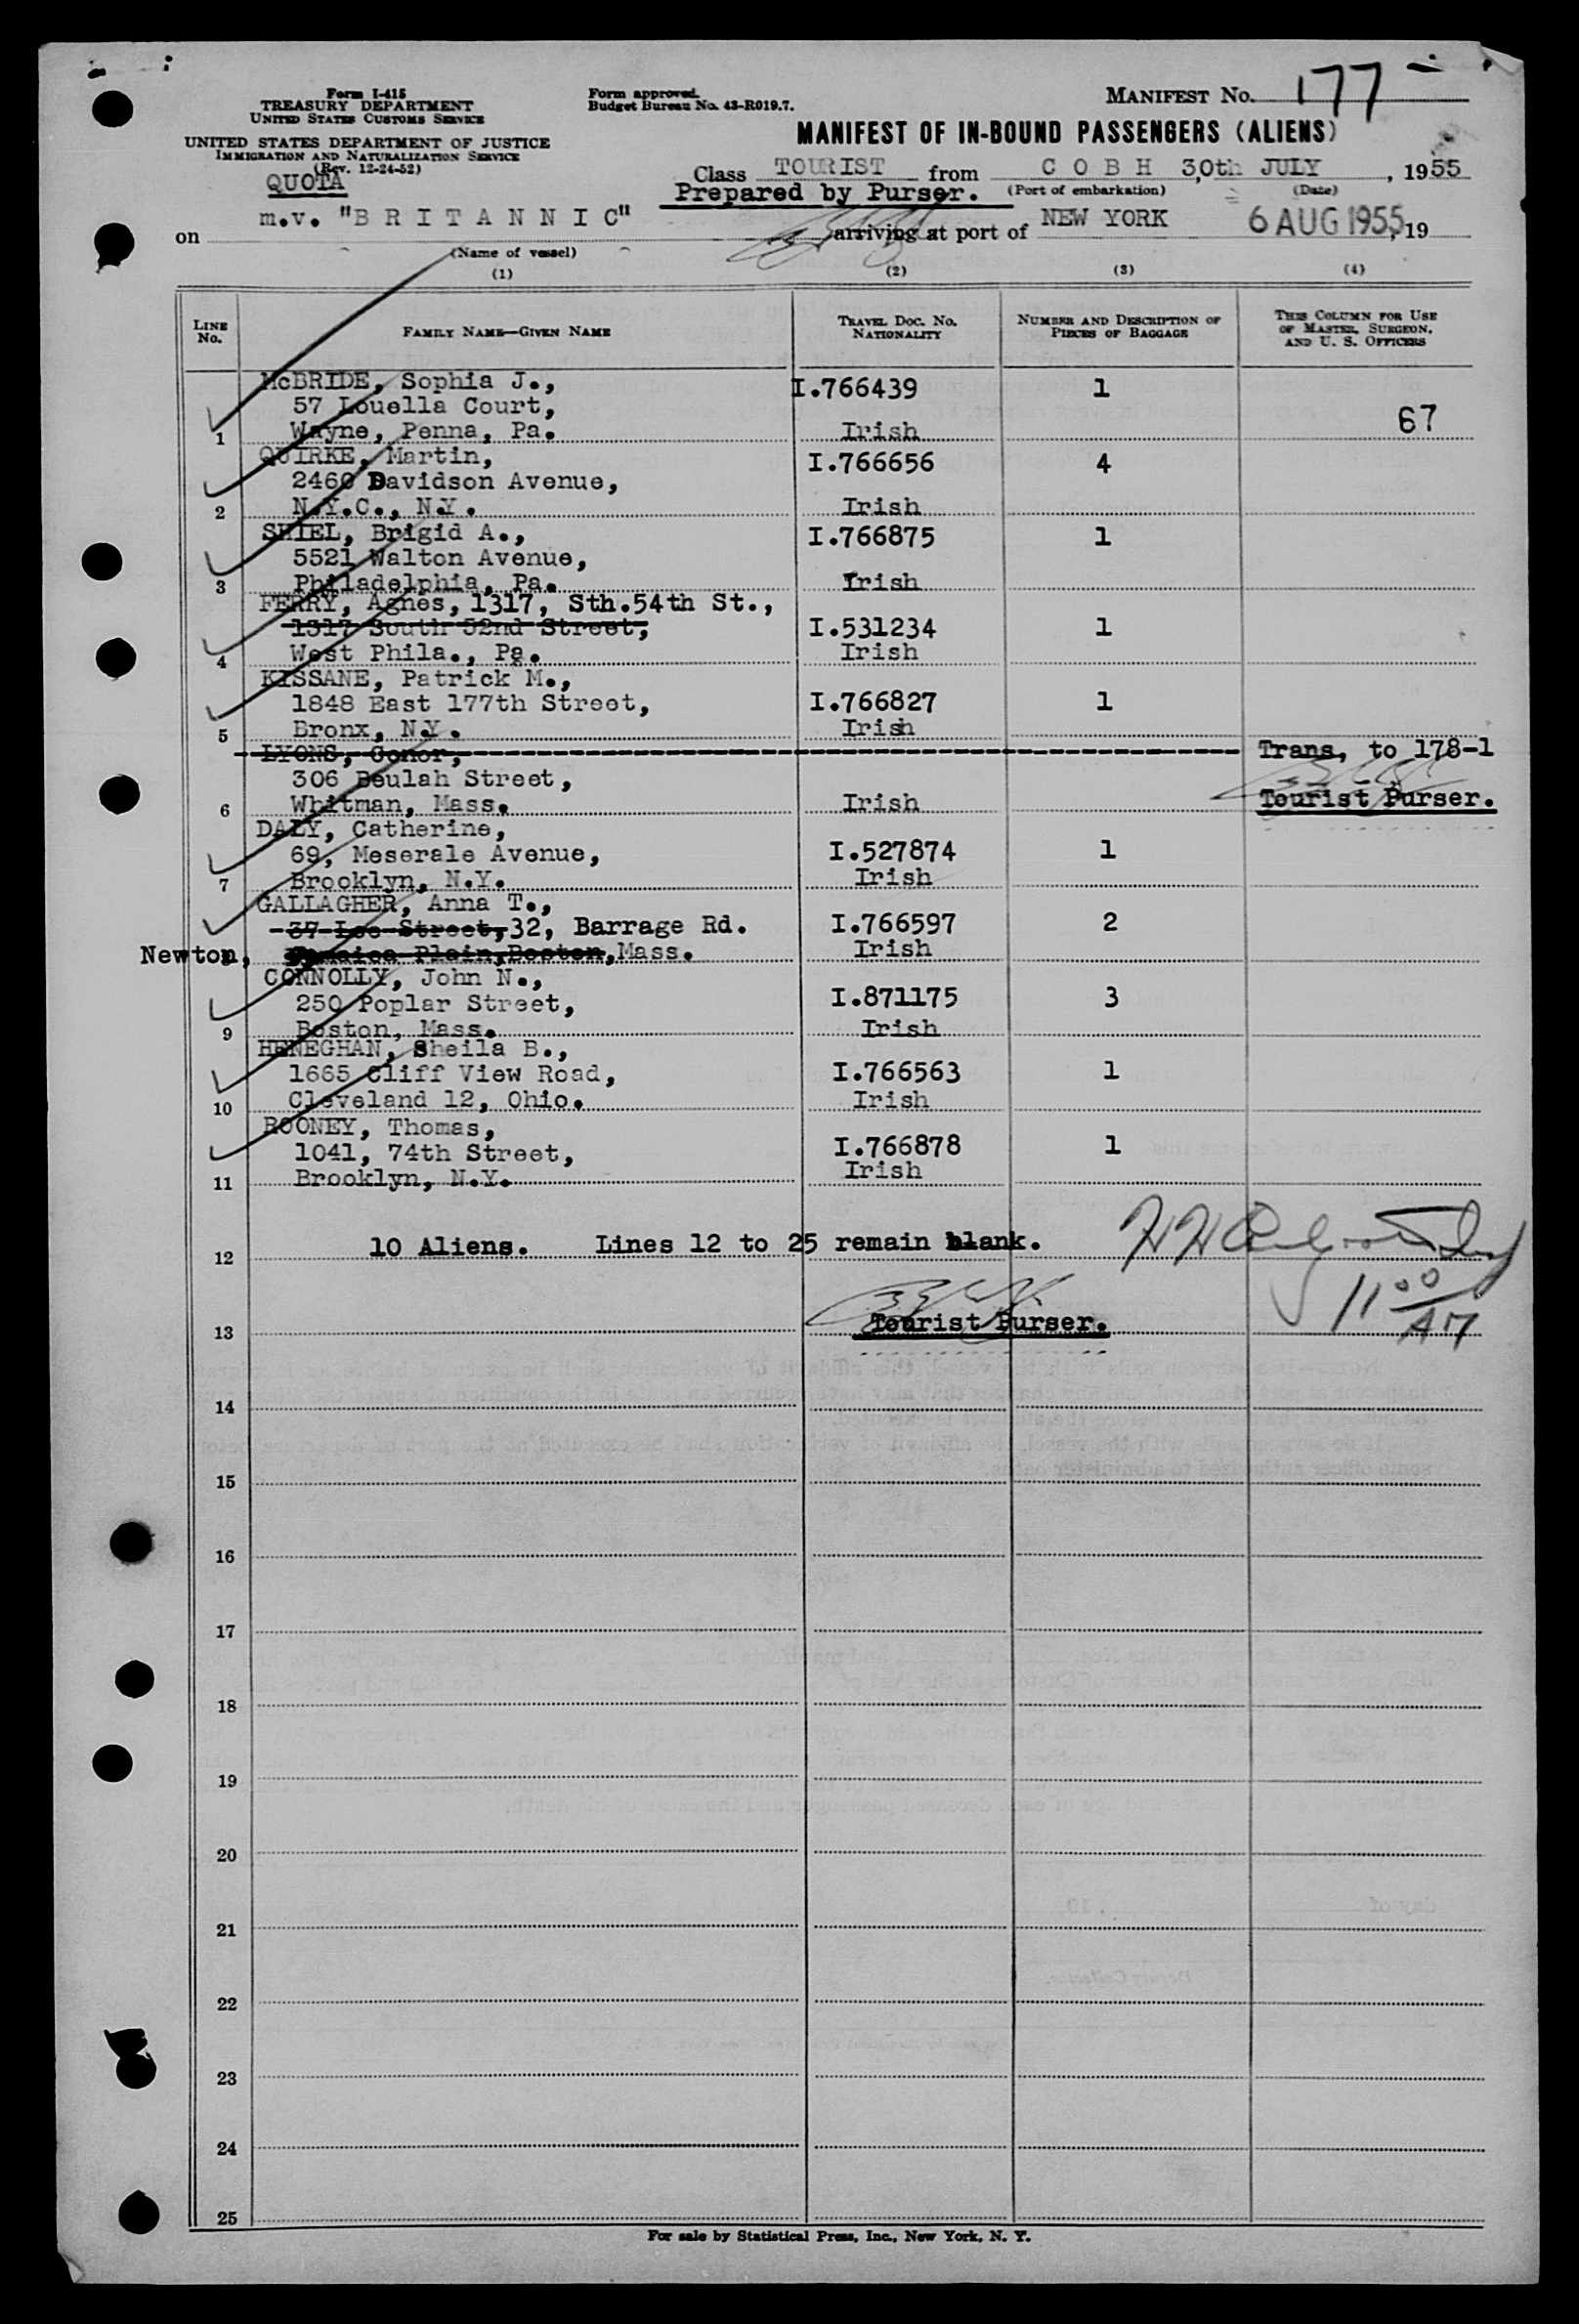 Form I-415
TREASURY DEPARTMENT
UNITED STATES CUSTOMS SERVICE
UNITED STATES DEPARTMENT OF JUSTICE
IMMIGRATION AND NATURALIZATION SERVICE
(Rev. 12-24-52)
QUOTA
Form approved.
Budget Bureau No. 43-R019.7.
MANIFEST No. 177
MANIFEST OF IN-BOUND PASSENGERS (ALIENS)
Class TOURIST from C O B H 30th JULY, 1955
Prepared by Purser. (Port of embarkation) (Date)
on m.v. "B R I T A N N I C" arriving at port of NEW YORK 6 AUG 1955, 19
(Name of vessel)
(1) (2) (3) (4)
LINE No. FAMILY NAME—GIVEN NAME TRAVEL DOC. No. NATIONALITY NUMBER AND DESCRIPTION OF PIECES OF BAGGAGE THIS COLUMN FOR USE OF MASTER, SURGEON, AND U. S. OFFICERS
McBRIDE, Sophia J., I.766439 1
57 Louella Court,
1 Wayne, Penna, Pa. Irish 67
QUIRKE, Martin, I.766656 4
2460 Davidson Avenue,
2 N.Y.C., N.Y. Irish
SHIEL, Brigid A., I.766875 1
5521 Walton Avenue,
3 Philadelphia, Pa. Irish
FERRY, Agnes, 1317, Sth.54th St.,
1317 South 52nd Street, I.531234 1
4 West Phila., Pa. Irish
KISSANE, Patrick M.,
1848 East 177th Street, I.766827 1
5 Bronx, N.Y. Irish
LYONS, Conor, Trans, to 178-1
306 Beulah Street,
6 Whitman, Mass. Irish Tourist Purser.
DALY, Catherine,
69, Meserale Avenue, I.527874 1
7 Brooklyn, N.Y. Irish
GALLAGHER, Anna T.,
37 Lee Street, 32, Barrage Rd. I.766597 2
Newton, Jamaica Plain, Boston, Mass. Irish
CONNOLLY, John N.,
250 Poplar Street, I.871175 3
9 Boston, Mass. Irish
HENEGHAN, Sheila B.,
1665 Cliff View Road, I.766563 1
10 Cleveland 12, Ohio. Irish
ROONEY, Thomas,
1041, 74th Street, I.766878 1
11 Brooklyn, N.Y. Irish
12 10 Aliens. Lines 12 to 25 remain blank.
11 00 AM
13 Tourist Purser.
14
15
16
17
18
19
20
21
22
23
24
25
For sale by Statistical Press, Inc., New York, N. Y.